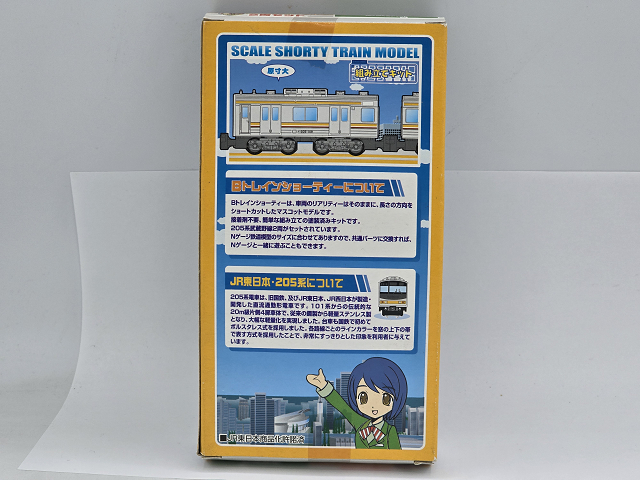 SCALE SHORTY TRAIN MODEL
原寸大
組み立てキット
Bトレインショーティーについて
Bトレインショーティーは、車両のリアリティーはそのままに、長さの方向を
ショートカットしたマスコットモデルです。
接着剤不要、簡単な組み立ての塗装済みキットです。
205系武蔵野線2両がセットされています。
Nゲージ鉄道模型のサイズに合わせてありますので、共通パーツに交換すれば、
Nゲージと一緒に遊ぶこともできます。
JR東日本・205系について
205系電車は、旧国鉄、及びJR東日本、JR西日本が製造・
開発した直流通勤形電車です。101系からの伝統的な
20m級片側4扉車体で、従来の鋼製から軽量ステンレス製
となり、大幅な軽量化を実現しました。台車も国鉄で初めて
ボルスタレス式を採用しました。各路線ごとのラインカラーを窓の上下の帯
で表す方式を採用したことで、非常にすっきりとした印象を利用者に与えて
います。
■JR東日本商品化許諾済